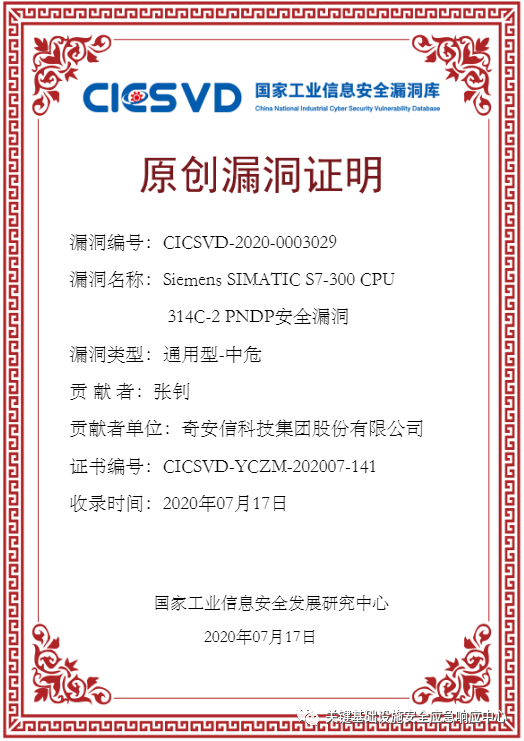 CICSVD 国家工业信息安全漏洞库
China National Industrial Cyber Security Vulnerability Database
原创漏洞证明
漏洞编号：CICSVD-2020-0003029
漏洞名称：Siemens SIMATIC S7-300 CPU
314C-2 PNDP安全漏洞
漏洞类型：通用型-中危
贡 献 者：张钊
贡献者单位：奇安信科技集团股份有限公司
证书编号：CICSVD-YCZM-202007-141
收录时间：2020年07月17日
国家工业信息安全发展研究中心
2020年07月17日
关键基础设施安全应急响应中心